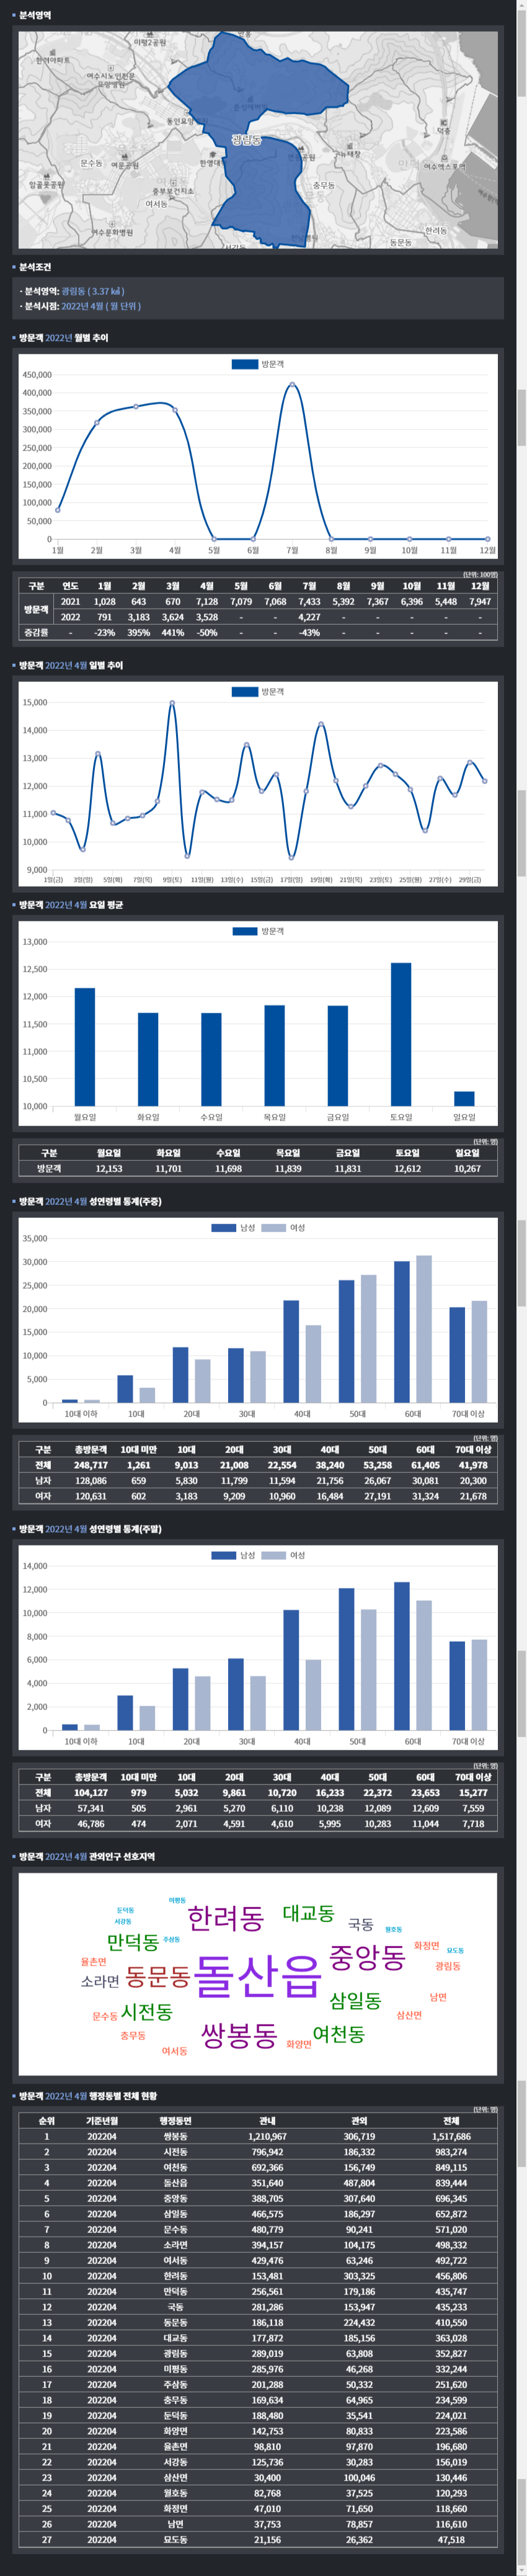 분석영역
미평2공원
한려아파트
여수시노인전문
요양병원
동인요양
광림동
한영대
문수동
여문공원
중부보건지소
망골못공원
여서동
여수문화병원
충무동
뉴태창
덕충
여수엑스포역
한려동
동문동
서강동
분석조건
· 분석영역: 광림동 ( 3.37 ㎢ )
· 분석시점: 2022년 4월 ( 월 단위 )
방문객 2022년 월별 추이
방문객
450,000
400,000
350,000
300,000
250,000
200,000
150,000
100,000
50,000
0
1월 2월 3월 4월 5월 6월 7월 8월 9월 10월 11월 12월
(단위: 100명)
구분 연도 1월 2월 3월 4월 5월 6월 7월 8월 9월 10월 11월 12월
방문객 2021 1,028 643 670 7,128 7,079 7,068 7,433 5,392 7,367 6,396 5,448 7,947
2022 791 3,183 3,624 3,528 - - 4,227 - - - - -
증감률 - -23% 395% 441% -50% - - -43% - - - - -
방문객 2022년 4월 일별 추이
방문객
15,000
14,000
13,000
12,000
11,000
10,000
9,000
1일(금) 3일(일) 5일(화) 7일(목) 9일(토) 11일(월) 13일(수) 15일(금) 17일(일) 19일(화) 21일(목) 23일(토) 25일(월) 27일(수) 29일(금)
방문객 2022년 4월 요일 평균
방문객
13,000
12,500
12,000
11,500
11,000
10,500
10,000
월요일 화요일 수요일 목요일 금요일 토요일 일요일
(단위: 명)
구분 월요일 화요일 수요일 목요일 금요일 토요일 일요일
방문객 12,153 11,701 11,698 11,839 11,831 12,612 10,267
방문객 2022년 4월 성연령별 통계(주중)
남성 여성
35,000
30,000
25,000
20,000
15,000
10,000
5,000
0
10대 이하 10대 20대 30대 40대 50대 60대 70대 이상
(단위: 명)
구분 총방문객 10대 미만 10대 20대 30대 40대 50대 60대 70대 이상
전체 248,717 1,261 9,013 21,008 22,554 38,240 53,258 61,405 41,978
남자 128,086 659 5,830 11,799 11,594 21,756 26,067 30,081 20,300
여자 120,631 602 3,183 9,209 10,960 16,484 27,191 31,324 21,678
방문객 2022년 4월 성연령별 통계(주말)
남성 여성
14,000
12,000
10,000
8,000
6,000
4,000
2,000
0
10대 이하 10대 20대 30대 40대 50대 60대 70대 이상
(단위: 명)
구분 총방문객 10대 미만 10대 20대 30대 40대 50대 60대 70대 이상
전체 104,127 979 5,032 9,861 10,720 16,233 22,372 23,653 15,277
남자 57,341 505 2,961 5,270 6,110 10,238 12,089 12,609 7,559
여자 46,786 474 2,071 4,591 4,610 5,995 10,283 11,044 7,718
방문객 2022년 4월 관외인구 선호지역
미평동
둔덕동
한려동
대교동
서강동
국동
월호동
만덕동
주삼동
중앙동
화정면
묘도동
율촌면
광림동
소라면
동문동
돌산읍
남면
삼일동
문수동
시전동
삼산면
충무동
쌍봉동
여천동
여서동
화양면
방문객 2022년 4월 행정동별 전체 현황
(단위: 명)
순위 기준년월 행정동면 관내 관외 전체
1 202204 쌍봉동 1,210,967 306,719 1,517,686
2 202204 시전동 796,942 186,332 983,274
3 202204 여천동 692,366 156,749 849,115
4 202204 돌산읍 351,640 487,804 839,444
5 202204 중앙동 388,705 307,640 696,345
6 202204 삼일동 466,575 186,297 652,872
7 202204 문수동 480,779 90,241 571,020
8 202204 소라면 394,157 104,175 498,332
9 202204 여서동 429,476 63,246 492,722
10 202204 한려동 153,481 303,325 456,806
11 202204 만덕동 256,561 179,186 435,747
12 202204 국동 281,286 153,947 435,233
13 202204 동문동 186,118 224,432 410,550
14 202204 대교동 177,872 185,156 363,028
15 202204 광림동 289,019 63,808 352,827
16 202204 미평동 285,976 46,268 332,244
17 202204 주삼동 201,288 50,332 251,620
18 202204 충무동 169,634 64,965 234,599
19 202204 둔덕동 188,480 35,541 224,021
20 202204 화양면 142,753 80,833 223,586
21 202204 율촌면 98,810 97,870 196,680
22 202204 서강동 125,736 30,283 156,019
23 202204 삼산면 30,400 100,046 130,446
24 202204 월호동 82,768 37,525 120,293
25 202204 화정면 47,010 71,650 118,660
26 202204 남면 37,753 78,857 116,610
27 202204 묘도동 21,156 26,362 47,518